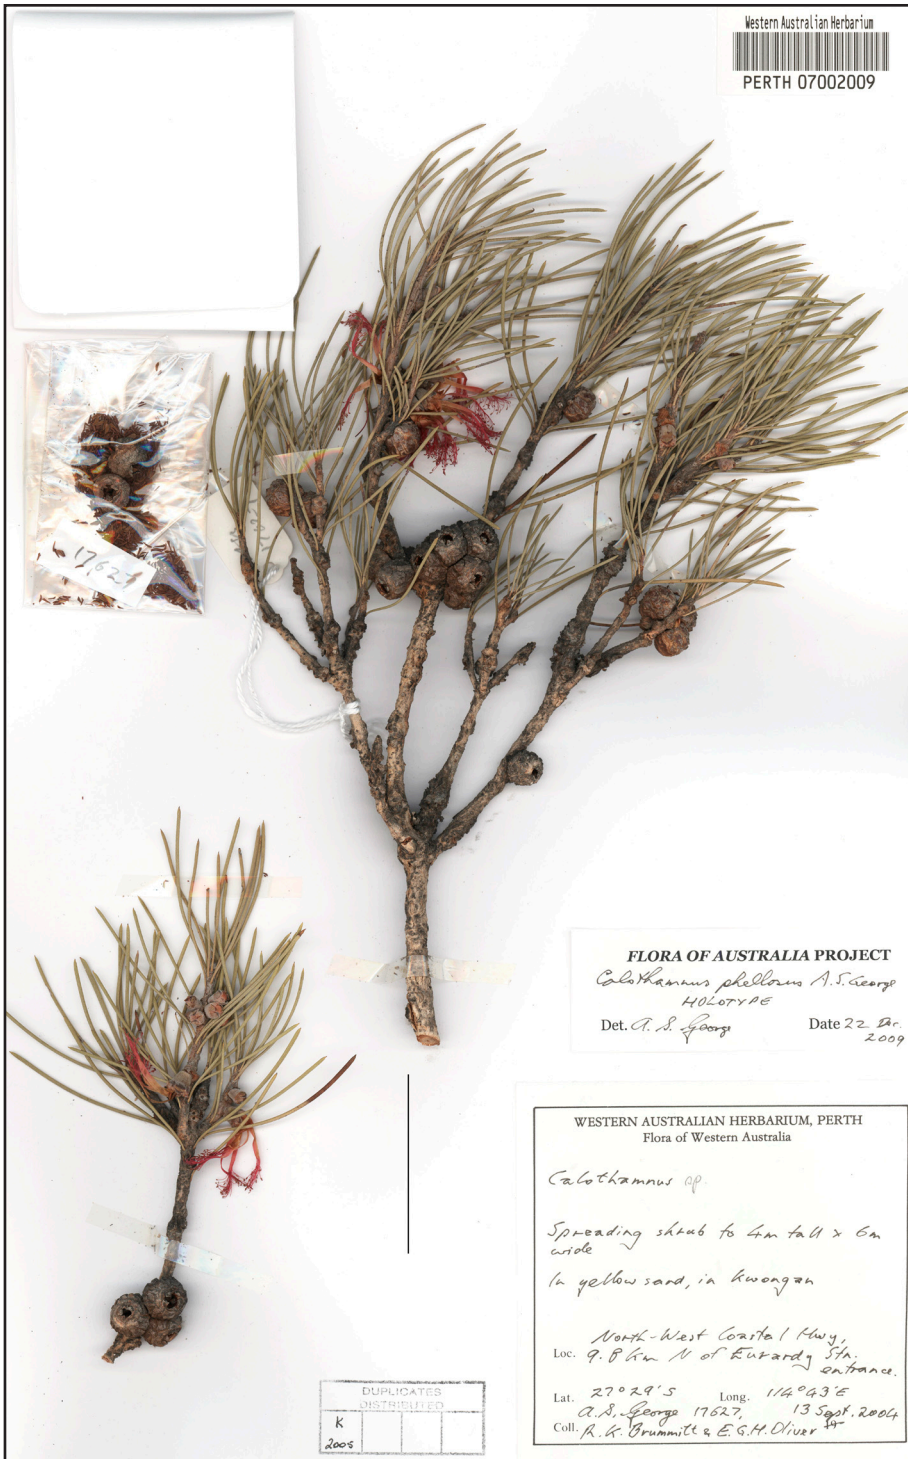 Western Australian Herbarium
PERTH 07002009
17627
FLORA OF AUSTRALIA PROJECT
Calothamnus phellosus A.S. George
HOLOTYPE
Det. A. S. George Date 22 Dec.
2009
WESTERN AUSTRALIAN HERBARIUM, PERTH
Flora of Western Australia
Calothamnus sp.
Spreading shrub to 4m tall x 6m
wide
In yellow sand, in kwongan
North-West Coastal Hwy,
Loc. 9.8 km N of Eurardy Stn.
entrance.
Lat. 27°29'S Long. 114°43'E
A.S. George 17627, 13 Sept. 2004
Coll. R.K. Brummitt & E.G.H. Oliver
DUPLICATES
DISTRIBUTED
K
2005